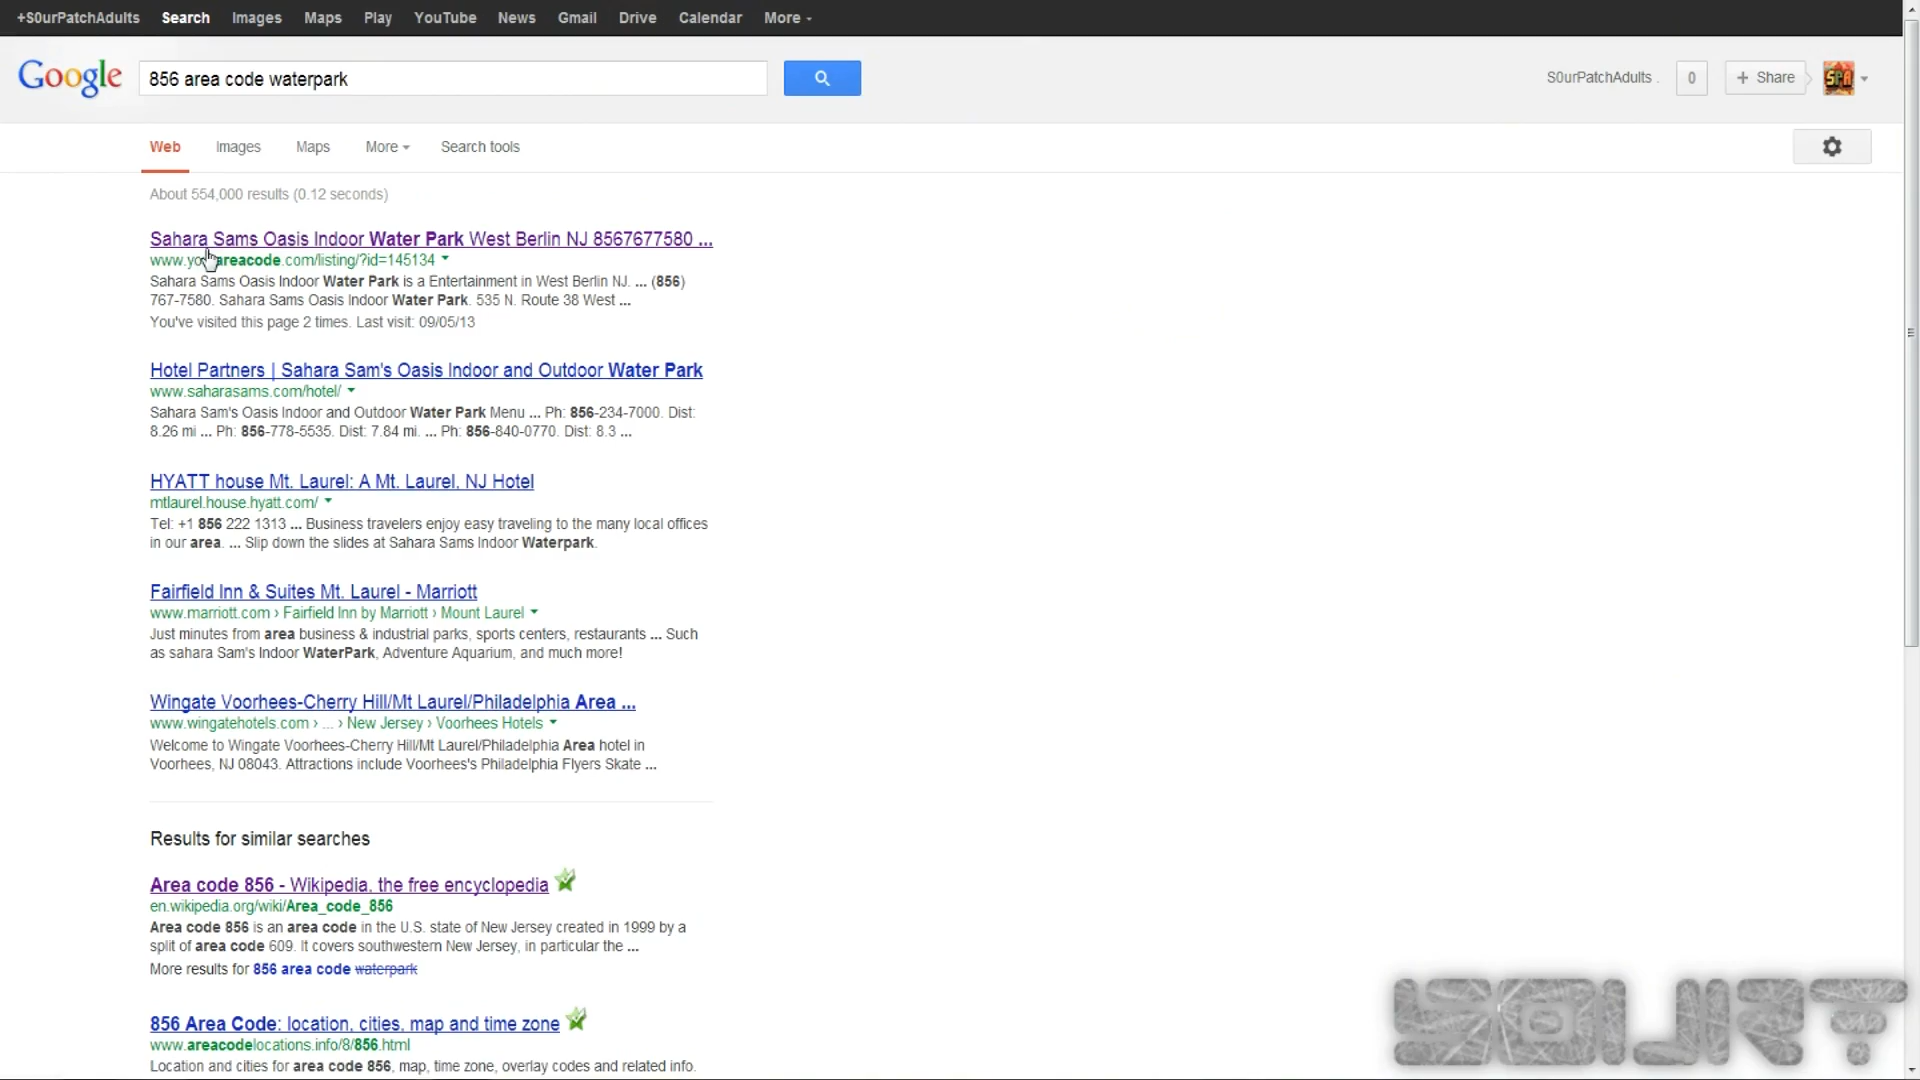 +S0urPatchAdults Search Images Maps Play YouTube News Gmail Drive Calendar More
Google 856 area code waterpark S0urPatchAdults . 0 + Share SPA
Web Images Maps More Search tools
About 554,000 results (0.12 seconds)
Sahara Sams Oasis Indoor Water Park West Berlin NJ 8567677580 ...
areacode.com/listing/?id=145134
Sahara Sams Oasis Indoor Water Park is a Entertainment in West Berlin NJ. ... (856)
767-7580. Sahara Sams Oasis Indoor Water Park. 535 N. Route 38 West ...
You've visited this page 2 times. Last visit: 09/05/13
Hotel Partners | Sahara Sam's Oasis Indoor and Outdoor Water Park
www.saharasams.com/hotel/
Sahara Sam's Oasis Indoor and Outdoor Water Park Menu ... Ph: 856-234-7000. Dist:
8.26 mi ... Ph: 856-778-5535. Dist: 7.84 mi. ... Ph: 856-840-0770. Dist: 8.3 ...
HYATT house Mt. Laurel: A Mt. Laurel, NJ Hotel
mtlaurel.house.hyatt.com/
Tel: +1 856 222 1313 ... Business travelers enjoy easy traveling to the many local offices
in our area. ... Slip down the slides at Sahara Sams Indoor Waterpark.
Fairfield Inn & Suites Mt. Laurel - Marriott
www.marriott.com › Fairfield Inn by Marriott › Mount Laurel
Just minutes from area business & industrial parks, sports centers, restaurants ... Such
as sahara Sam's Indoor WaterPark, Adventure Aquarium, and much more!
Wingate Voorhees-Cherry Hill/Mt Laurel/Philadelphia Area ...
www.wingatehotels.com › ... › New Jersey › Voorhees Hotels
Welcome to Wingate Voorhees-Cherry Hill/Mt Laurel/Philadelphia Area hotel in
Voorhees, NJ 08043. Attractions include Voorhees's Philadelphia Flyers Skate ...
Results for similar searches
Area code 856 - Wikipedia, the free encyclopedia
en.wikipedia.org/wiki/Area_code_856
Area code 856 is an area code in the U.S. state of New Jersey created in 1999 by a
split of area code 609. It covers southwestern New Jersey, in particular the ...
More results for 856 area code waterpark
856 Area Code: location, cities, map and time zone
www.areacodelocations.info/8/856.html
Location and cities for area code 856, map, time zone, overlay codes and related info.